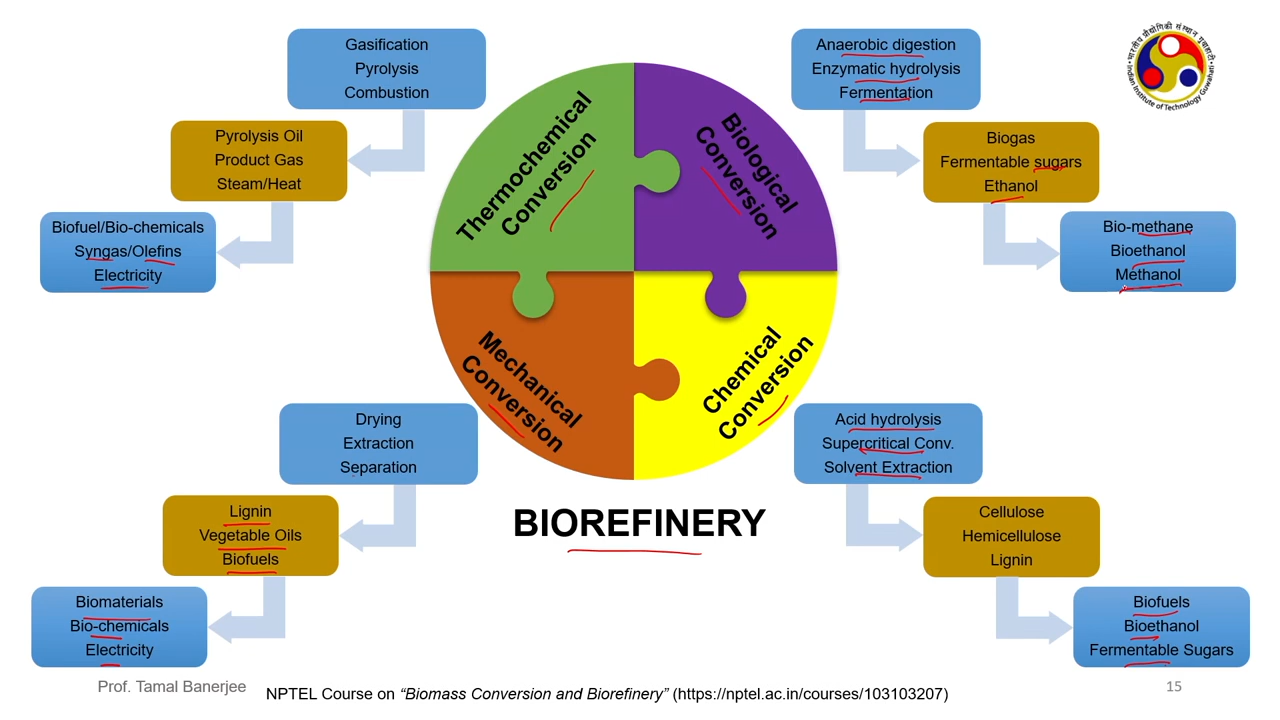 Gasification
Pyrolysis
Combustion
Pyrolysis Oil
Product Gas
Steam/Heat
Biofuel/Bio-chemicals
Syngas/Olefins
Electricity
Thermochemical
Conversion
Biological
Conversion
Anaerobic digestion
Enzymatic hydrolysis
Fermentation
Biogas
Fermentable sugars
Ethanol
Bio-methane
Bioethanol
Methanol
भारतीय प्रौद्योगिकी संस्थान गुवाहाटी
Indian Institute of Technology Guwahati
Mechanical
Conversion
Chemical
Conversion
Drying
Extraction
Separation
Lignin
Vegetable Oils
Biofuels
Biomaterials
Bio-chemicals
Electricity
Acid hydrolysis
Supercritical Conv.
Solvent Extraction
Cellulose
Hemicellulose
Lignin
Biofuels
Bioethanol
Fermentable Sugars
BIOREFINERY
Prof. Tamal Banerjee
NPTEL Course on “Biomass Conversion and Biorefinery” (https://nptel.ac.in/courses/103103207)
15